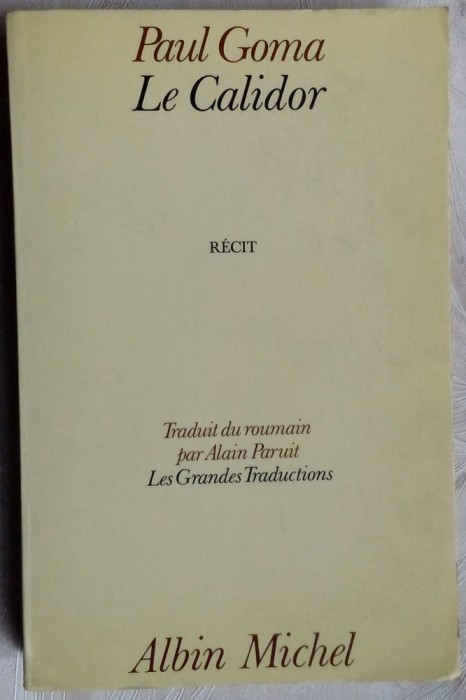 Paul Goma
Le Calidor
RÉCIT
Traduit du roumain
par Alain Paruit
Les Grandes Traductions
Albin Michel